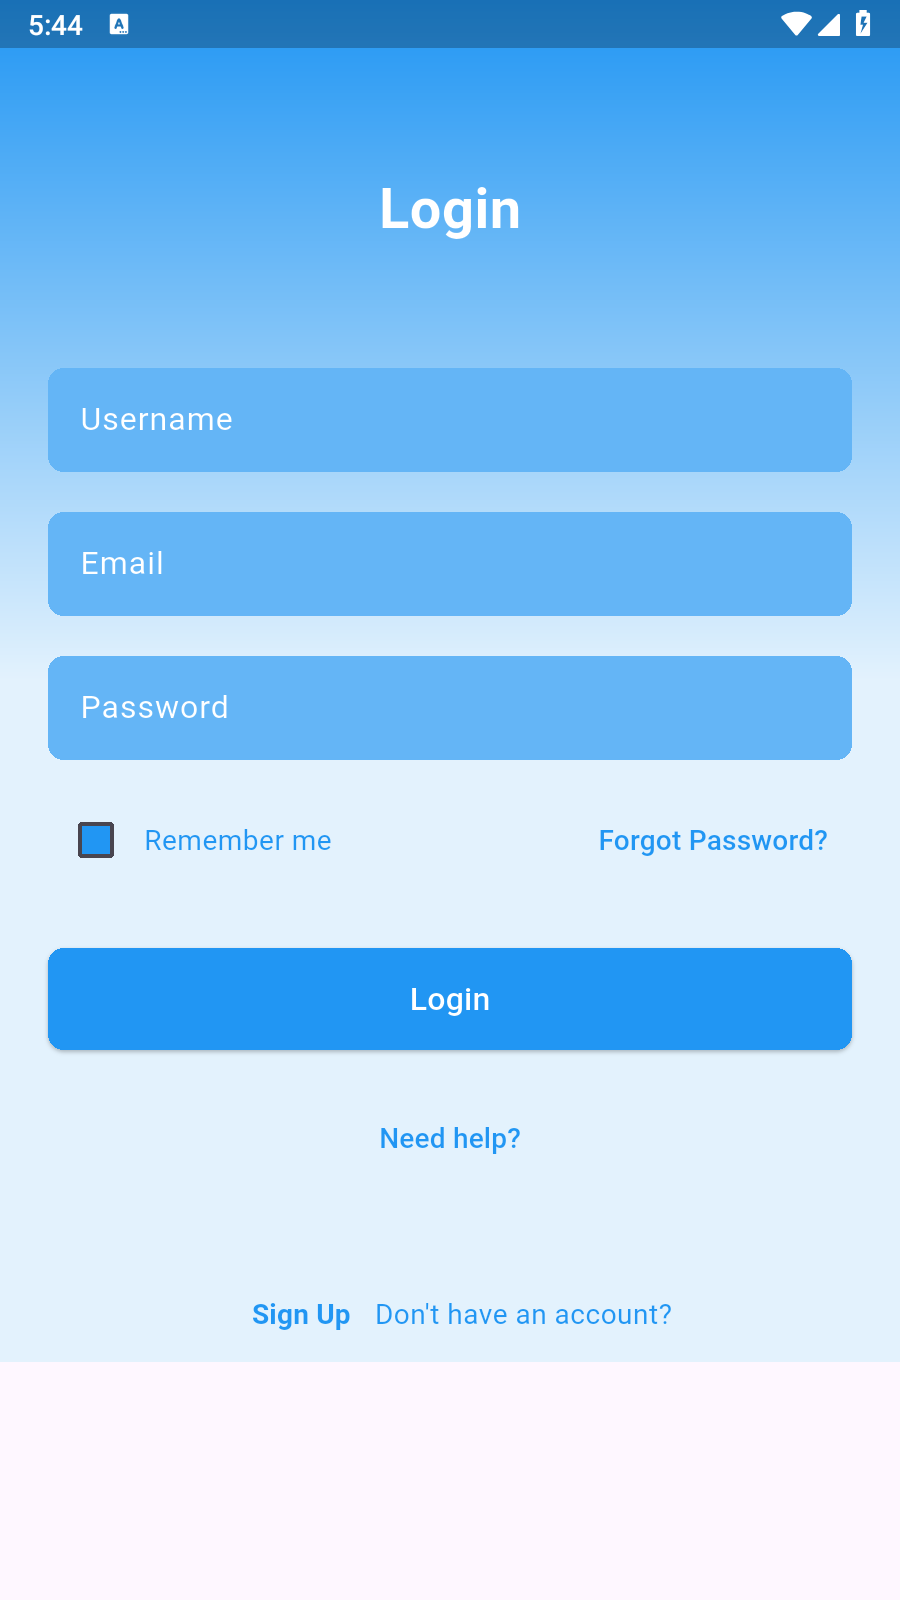 5:44
Login
Username
Email
Password
Remember me Forgot Password?
Login
Need help?
Sign Up Don't have an account?